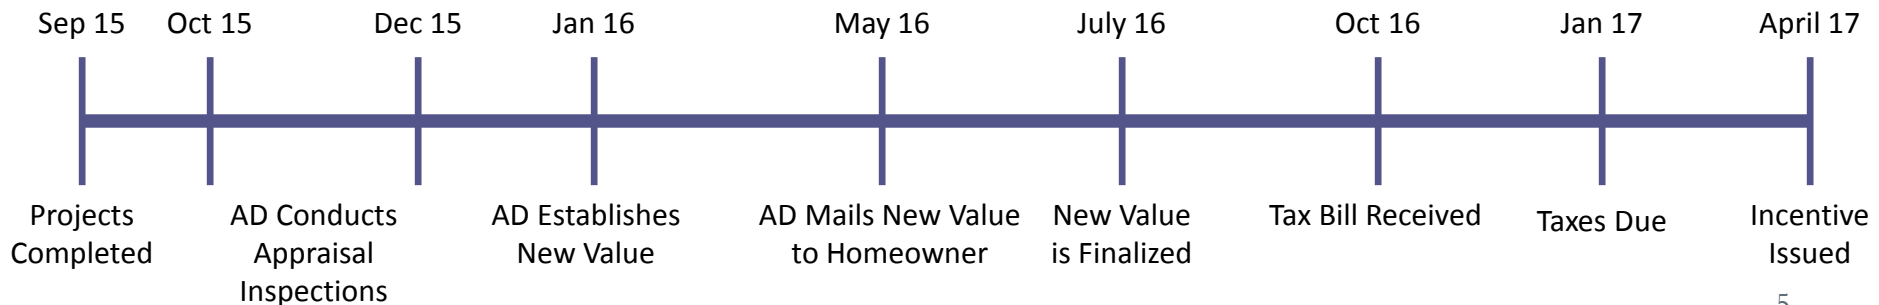 Sep 15
Oct 15
Dec 15
Jan 16
May 16
July 16
Oct 16
Jan 17
April 17
Projects
Completed
AD Conducts
Appraisal
Inspections
AD Establishes
New Value
AD Mails New Value
to Homeowner
New Value
is Finalized
Tax Bill Received
Taxes Due
Incentive
Issued
5